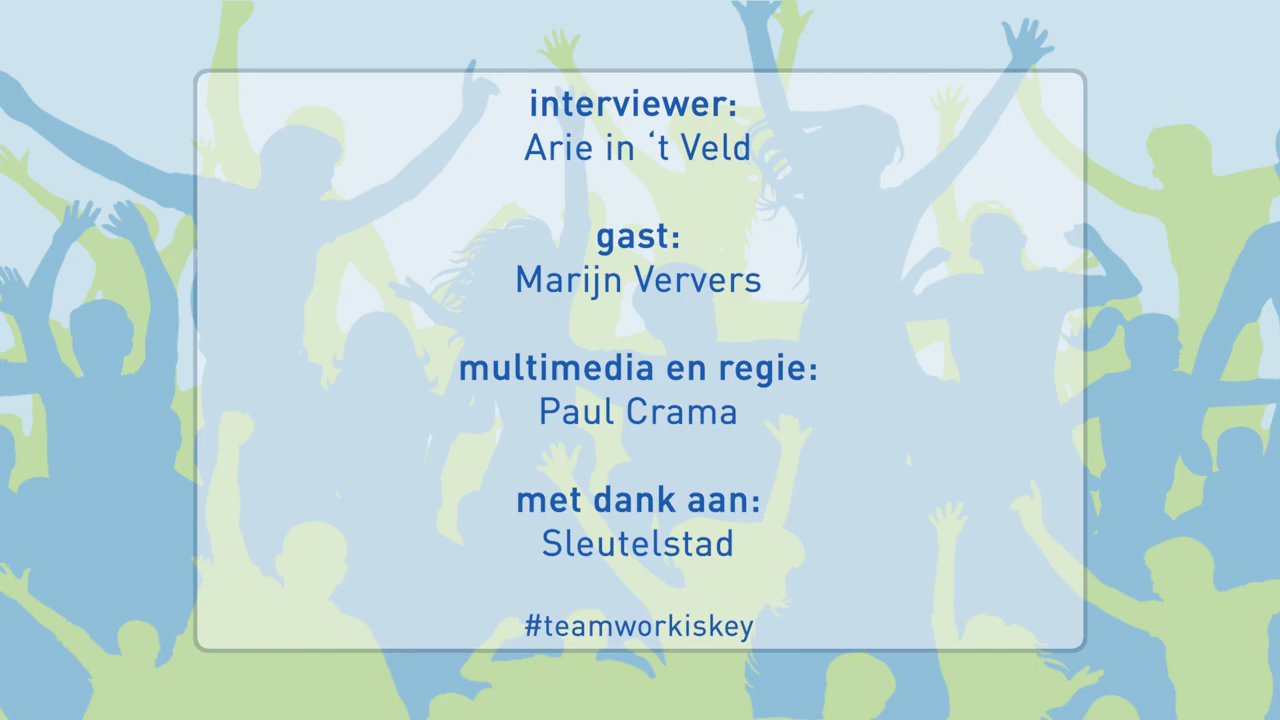 interviewer:
Arie in ‘t Veld
gast:
Marijn Ververs
multimedia en regie:
Paul Crama
met dank aan:
Sleutelstad
#teamworkiskey